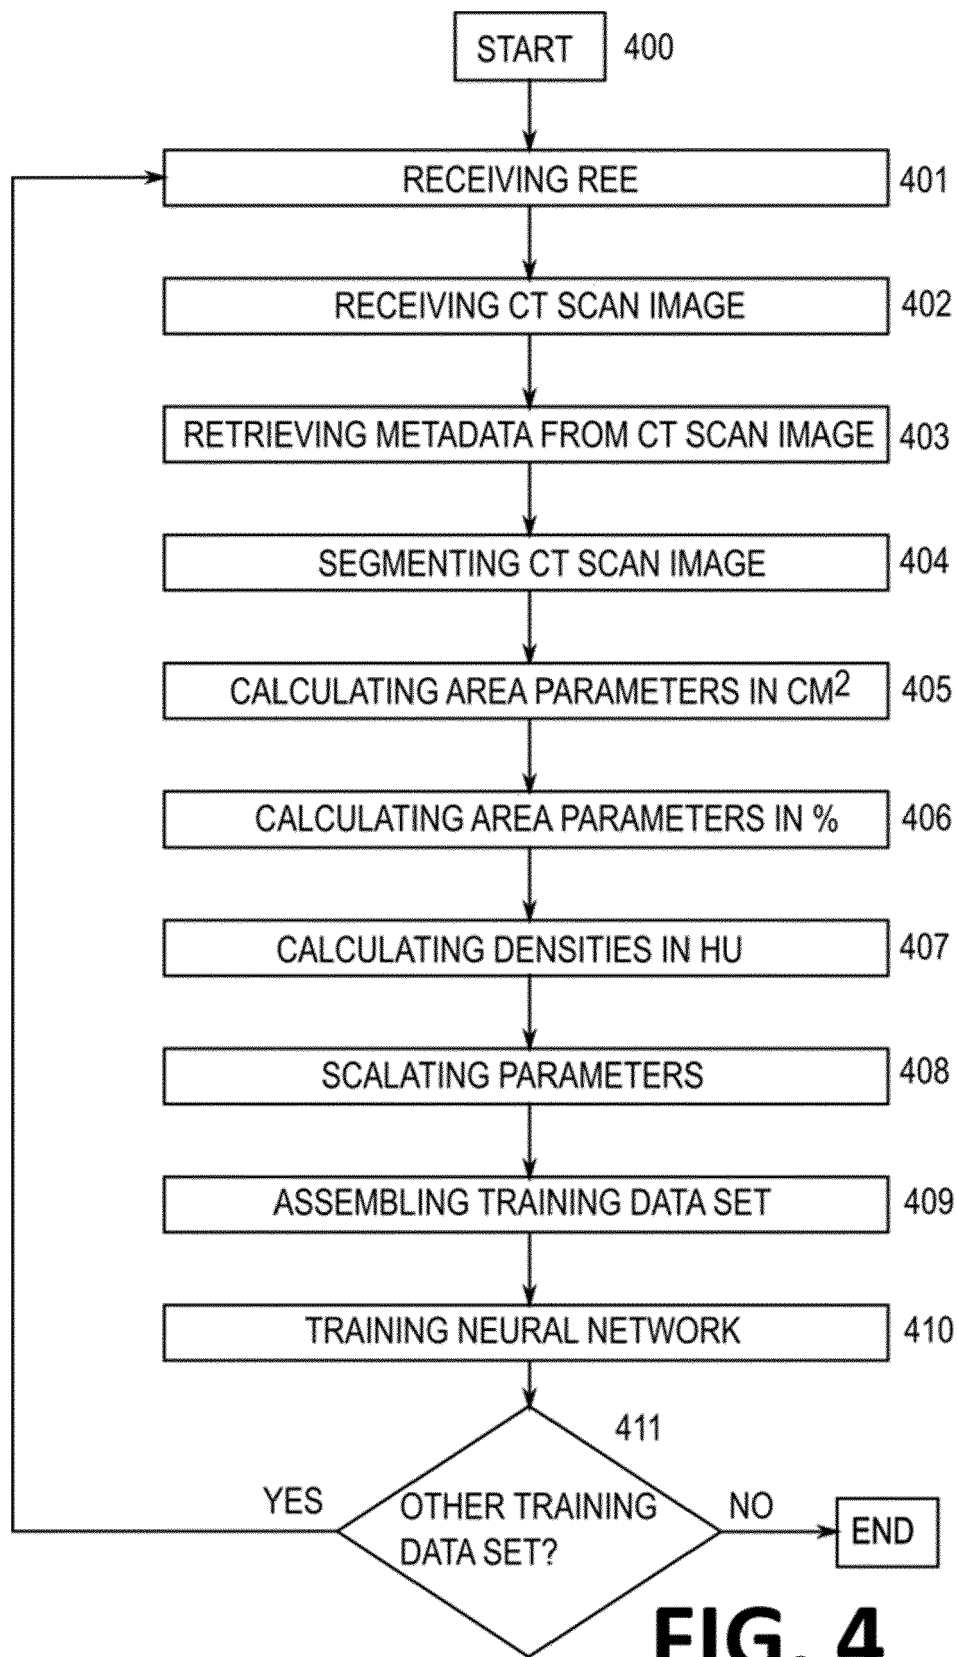 START 400
RECEIVING REE 401
RECEIVING CT SCAN IMAGE 402
RETRIEVING METADATA FROM CT SCAN IMAGE 403
SEGMENTING CT SCAN IMAGE 404
CALCULATING AREA PARAMETERS IN CM² 405
CALCULATING AREA PARAMETERS IN % 406
CALCULATING DENSITIES IN HU 407
SCALATING PARAMETERS 408
ASSEMBLING TRAINING DATA SET 409
TRAINING NEURAL NETWORK 410
411
YES
OTHER TRAINING
DATA SET?
NO
END
FIG. 4